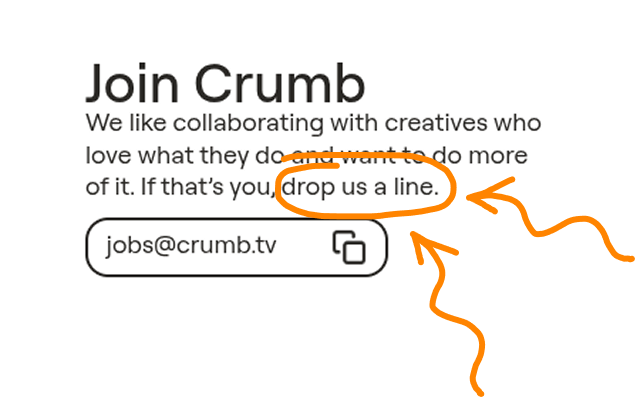 Join Crumb
We like collaborating with creatives who
love what they do and want to do more
of it. If that's you, drop us a line.
jobs@crumb.tv